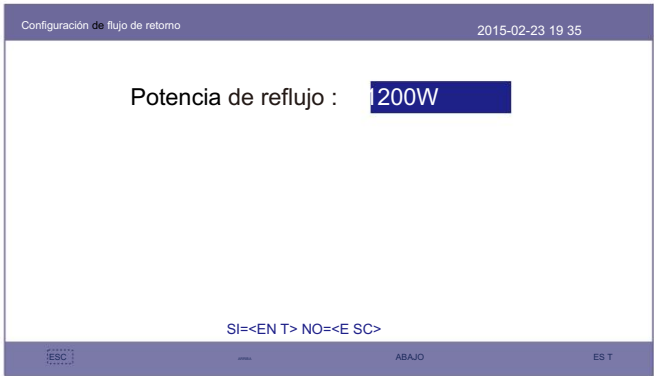 Configuración de flujo de retorno 2015-02-23 19 35
Potencia de reflujo : 1200W
SI=<EN T> NO=<E SC>
ESC ABAJO ES T